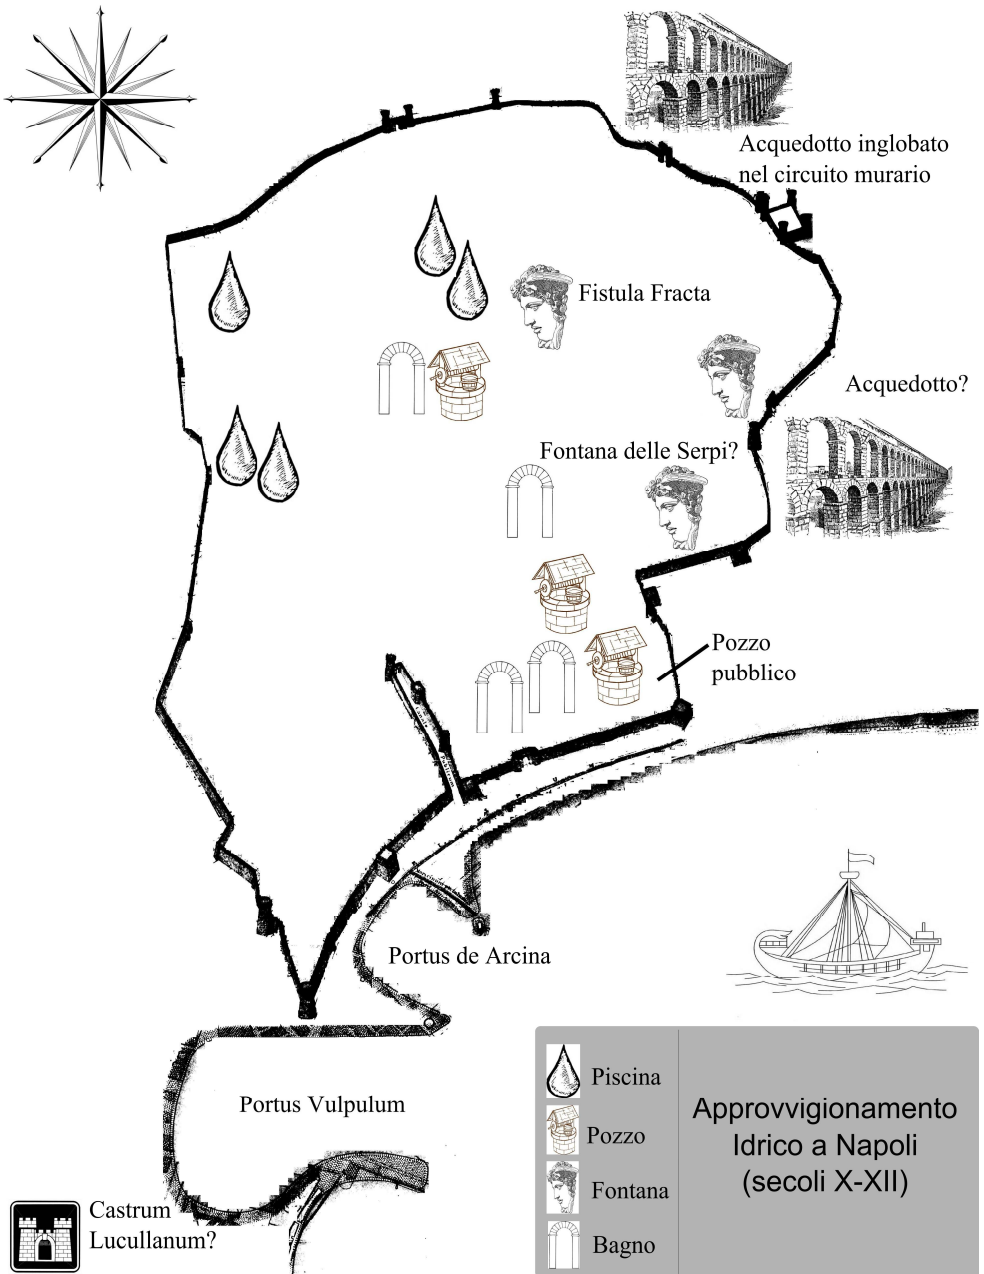 Acquedotto inglobato
nel circuito murario
Fistula Fracta
Acquedotto?
Fontana delle Serpi?
Pozzo
pubblico
Portus de Arcina
Portus Vulpulum
Castrum
Lucullanum?
Piscina
Pozzo
Fontana
Bagno
Approvvigionamento
Idrico a Napoli
(secoli X-XII)